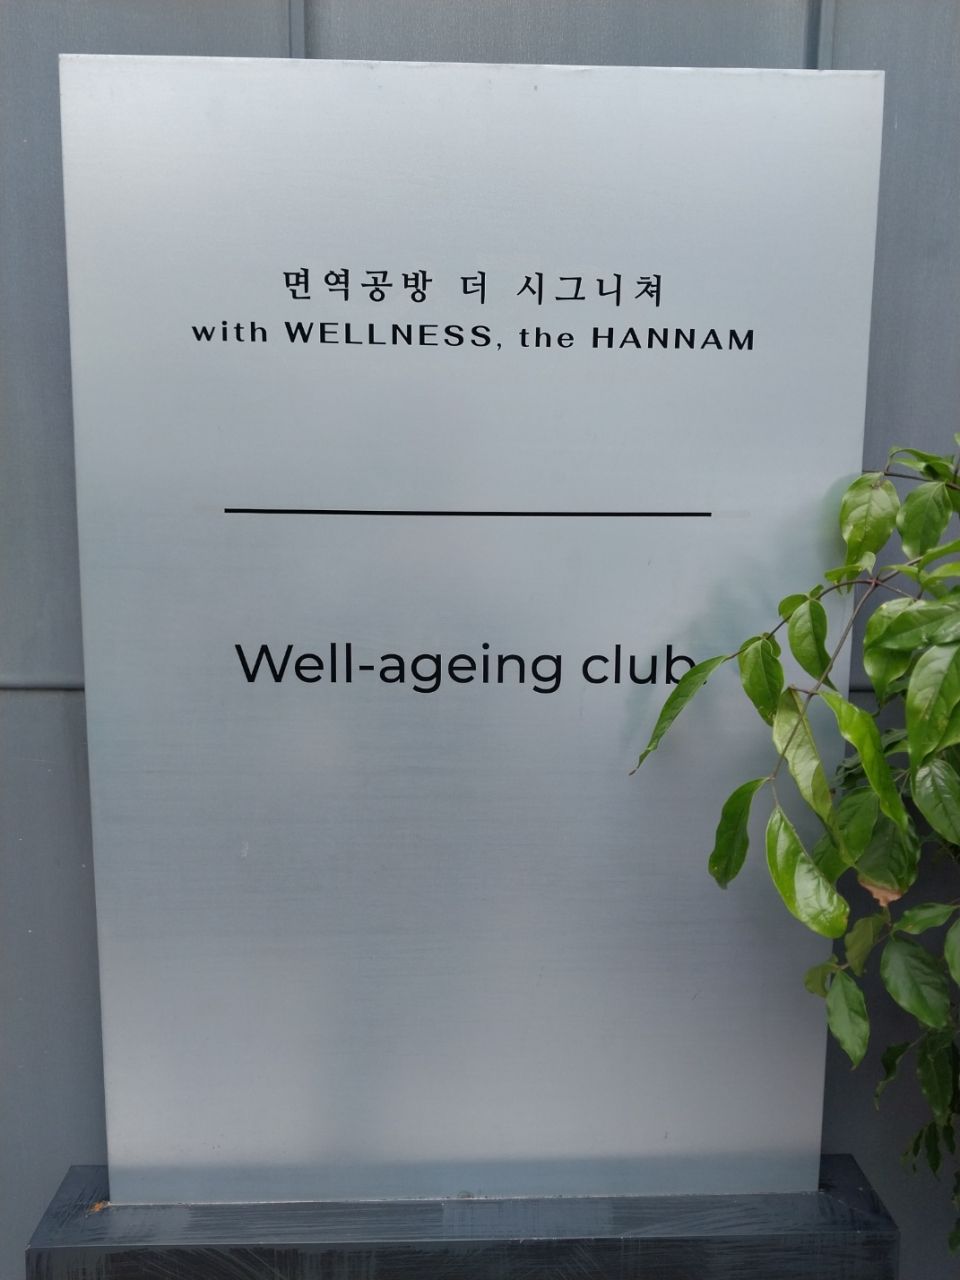 면역공방 더 시그니쳐
with WELLNESS, the HANNAM
Well-ageing club